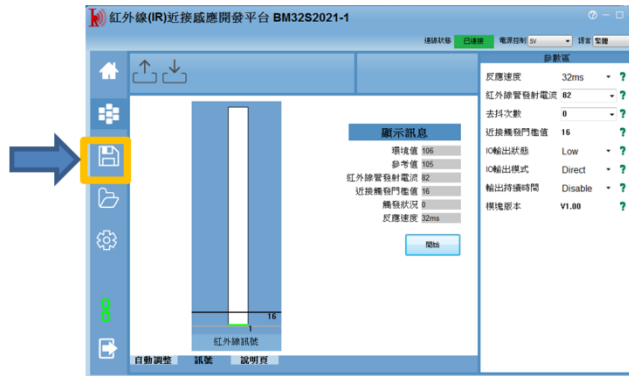 紅外線(IR)近接感應開發平台 BM32S2021-1
連線狀態 已連接 電源控制 5V 語言 繁體
參數區
反應速度 32ms ?
紅外線管發射電流 82 ?
去抖次數 0 ?
近接觸發門檻值 16 ?
IO輸出狀態 Low ?
IO輸出模式 Direct ?
輸出持續時間 Disable ?
模塊版本 V1.00 ?
顯示訊息
環境值 106
參考值 105
紅外線管發射電流 82
近接觸發門檻值 16
觸發狀況 0
反應速度 32ms
開始
16
1
紅外線訊號
自動調整 訊號 說明頁